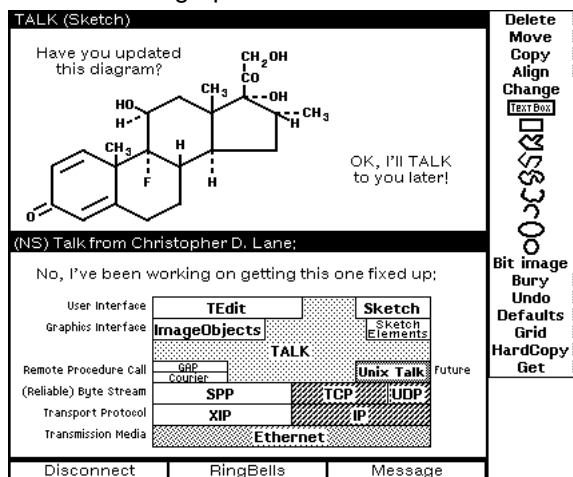 TALK (Sketch)
Have you updated
this diagram?
CH2OH
CO
CH3
HO
OH
H
CH3
H
CH3
H
F
H
O
OK, I'll TALK
to you later!
(NS) Talk from Christopher D. Lane:
No, I've been working on getting this one fixed up:
User Interface
TEdit
Sketch
Graphics Interface
ImageObjects
Sketch
Elements
TALK
Remote Procedure Call
GAP
Courier
Unix Talk
Future
(Reliable) Byte Stream
SPP
TCP
UDP
Transport Protocol
XIP
IP
Transmission Media
Ethernet
Disconnect
RingBells
Message
Delete
Move
Copy
Align
Change
TEXT BOX
Bit image
Bury
Undo
Defaults
Grid
HardCopy
Get